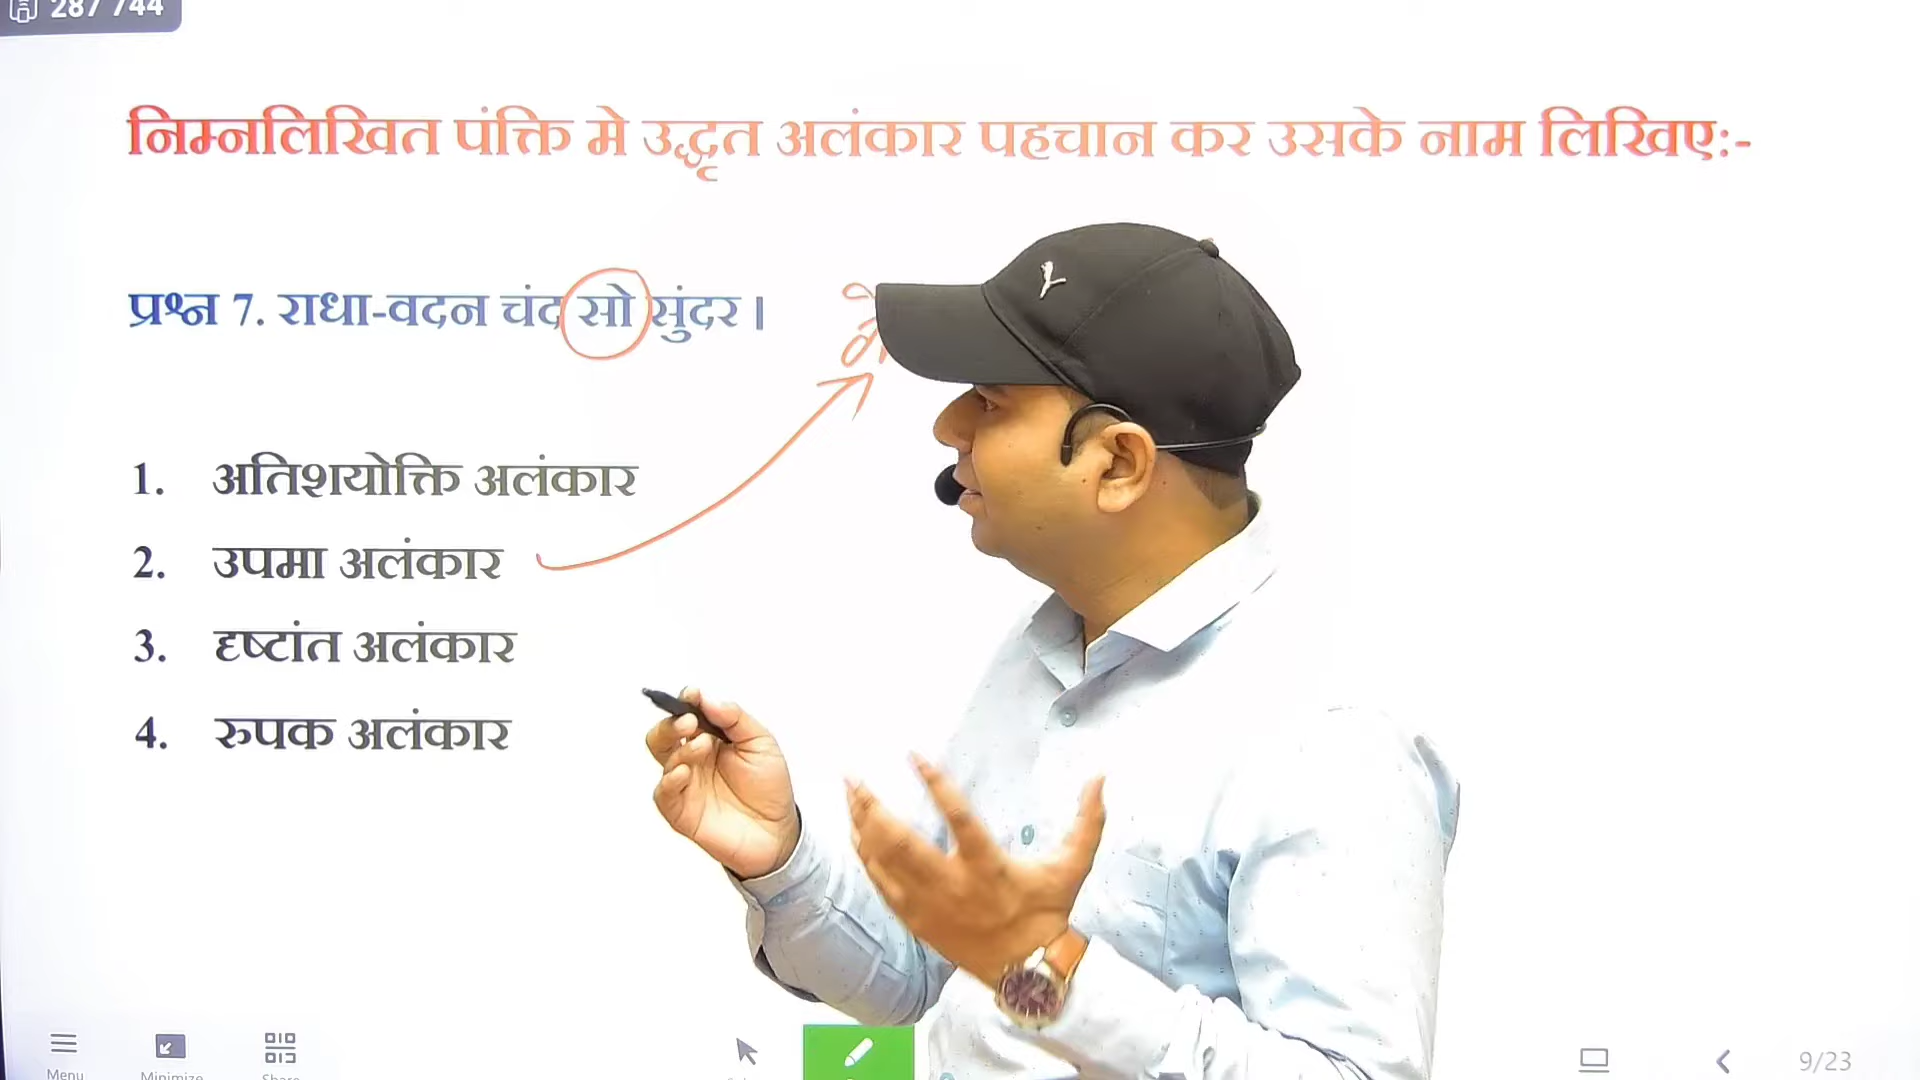 287 744
निम्नलिखित पंक्ति मे उद्धृत अलंकार पहचान कर उसके नाम लिखिए:-
प्रश्न 7. राधा-वदन चंद सो सुंदर।
1. अतिशयोक्ति अलंकार
2. उपमा अलंकार
3. दृष्टांत अलंकार
4. रुपक अलंकार
Menu Minimize Share 9/23